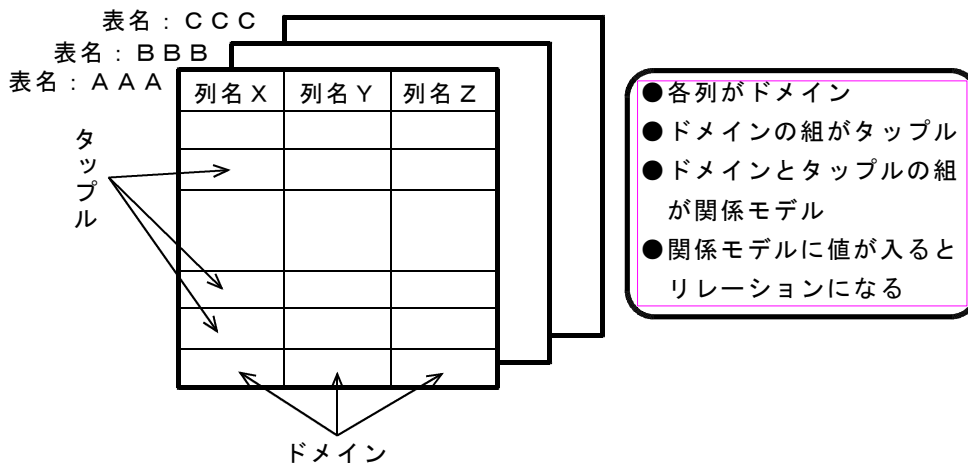 表名：ＣＣＣ
表名：ＢＢＢ
表名：ＡＡＡ
列名Ｘ
列名Ｙ
列名Ｚ
タップル
ドメイン
●各列がドメイン
●ドメインの組がタップル
●ドメインとタップルの組
が関係モデル
●関係モデルに値が入ると
リレーションになる